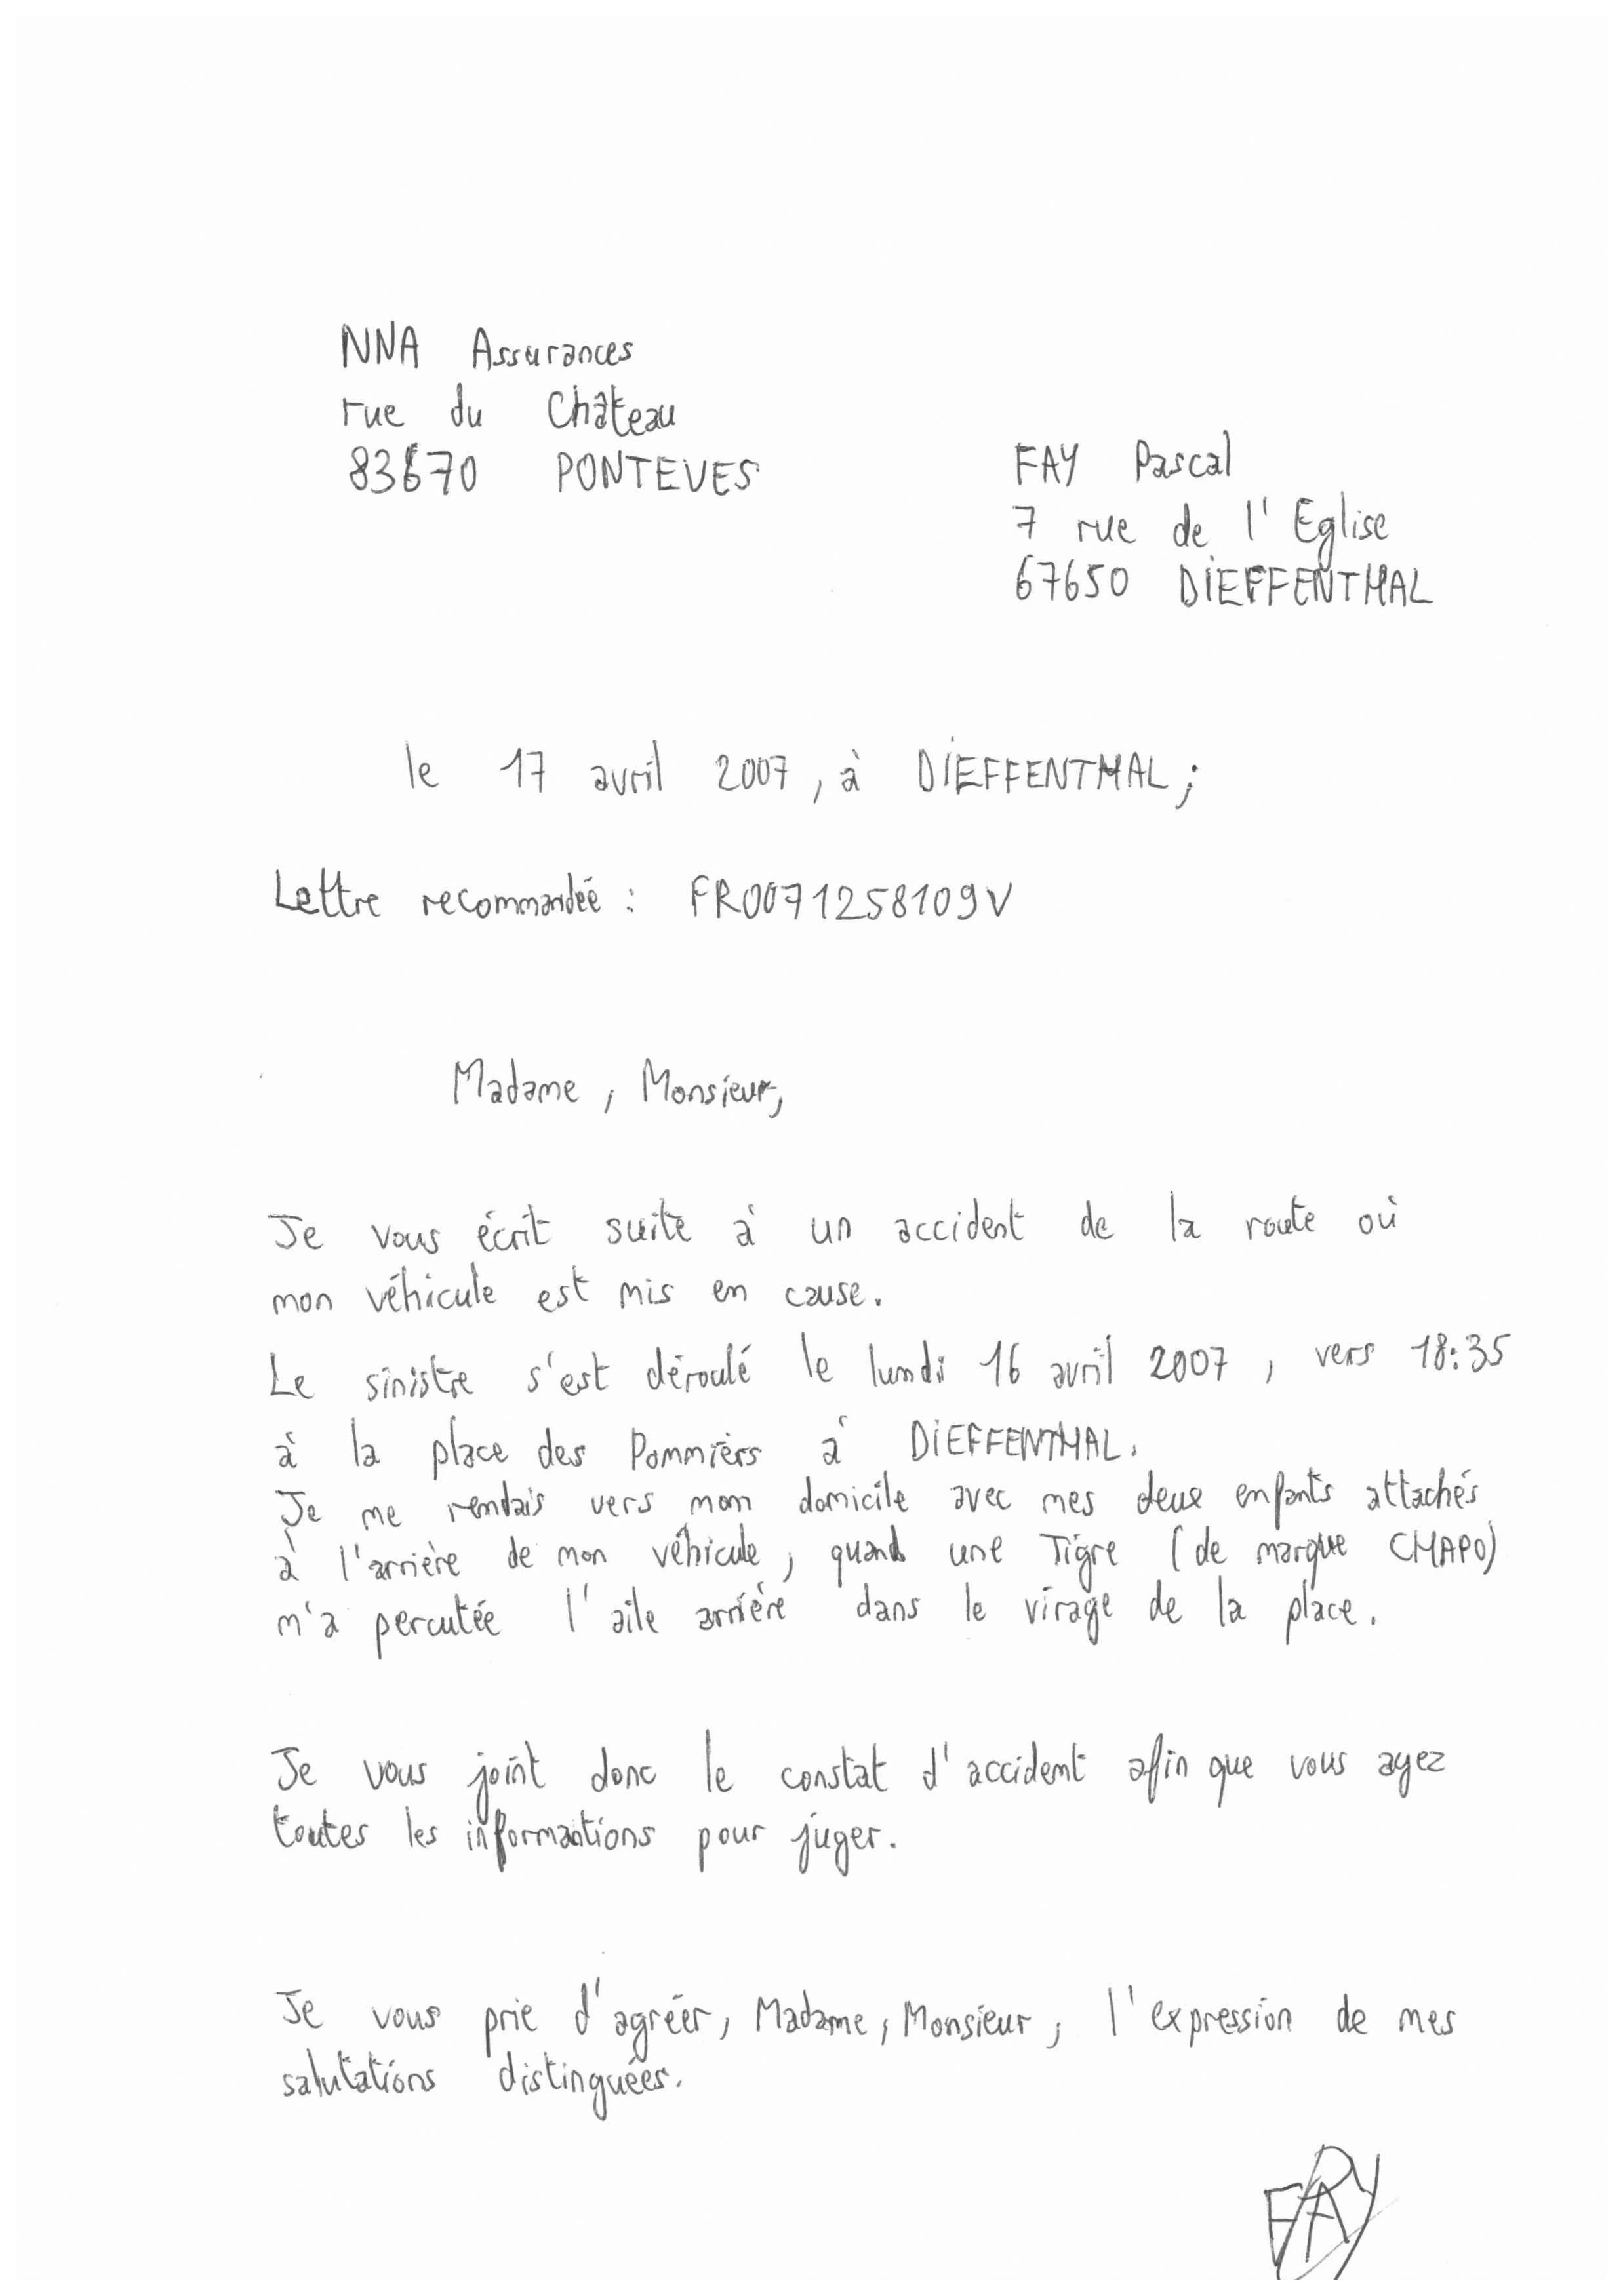 NNA Assurances
rue du Château
83670 PONTEVES
FAY Pascal
7 rue de l'Eglise
67650 DIEFFENTHAL
le 17 avril 2007, à DIEFFENTHAL;
Lettre recommandée : FR0071258109V
Madame, Monsieur,
Je vous écrit suite à un accident de la route où
mon véhicule est mis en cause.
Le sinistre s'est déroulé le lundi 16 avril 2007, vers 18:35
à la place des Pommiers à DIEFFENTHAL.
Je me rendais vers mon domicile avec mes deux enfants attachés
à l'arrière de mon véhicule, quand une Tigre (de marque CHAPO)
m'a percutée l'aile arrière dans le virage de la place.
Je vous joint donc le constat d'accident afin que vous ayez
toutes les informations pour juger.
Je vous prie d'agréer, Madame, Monsieur, l'expression de mes
salutations distinguées.
FAY